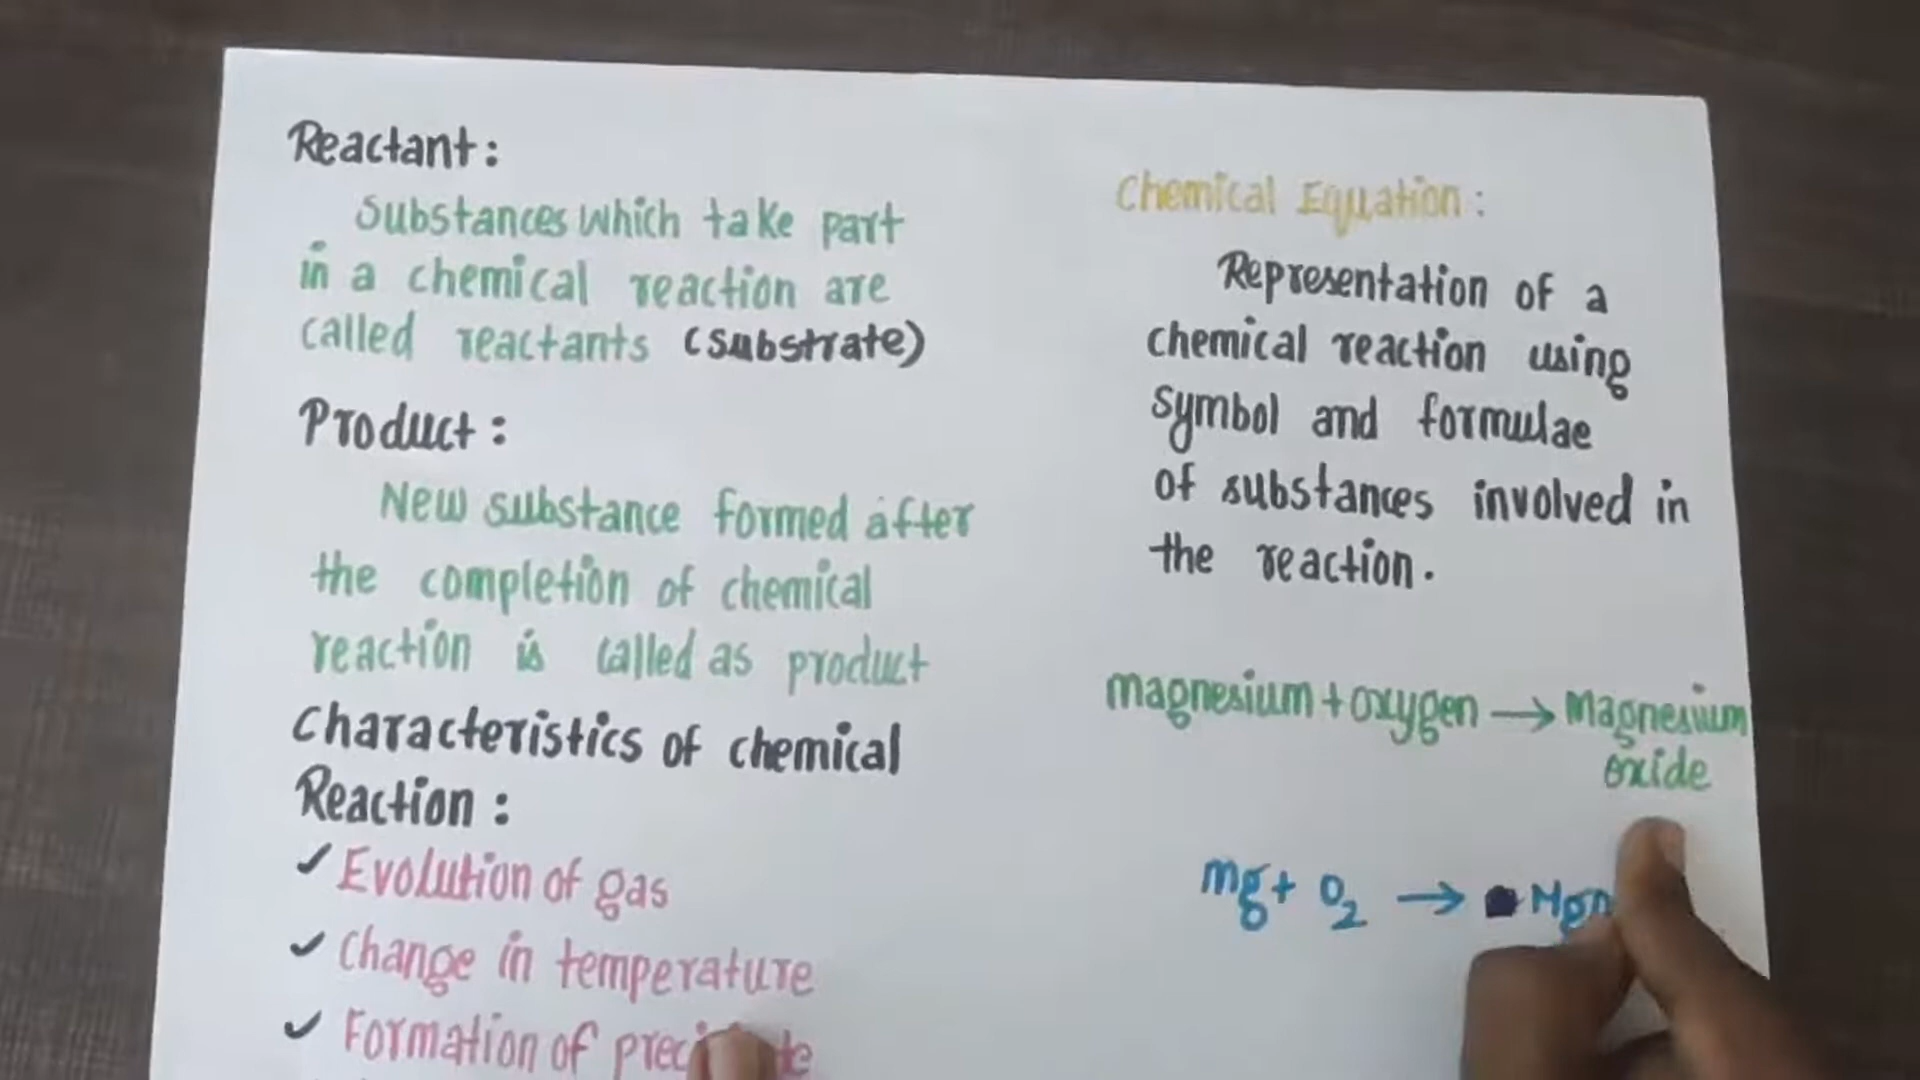 Reactant:
Substances which take part
in a chemical reaction are
called reactants (substrate)
Product:
New substance formed after
the completion of chemical
reaction is called as product
Characteristics of chemical
Reaction:
✓ Evolution of gas
✓ Change in temperature
✓ Formation of
Chemical Equation:
Representation of a
chemical reaction using
symbol and formulae
of substances involved in
the reaction.
magnesium + oxygen → Magnesium
oxide
mg + O₂ →